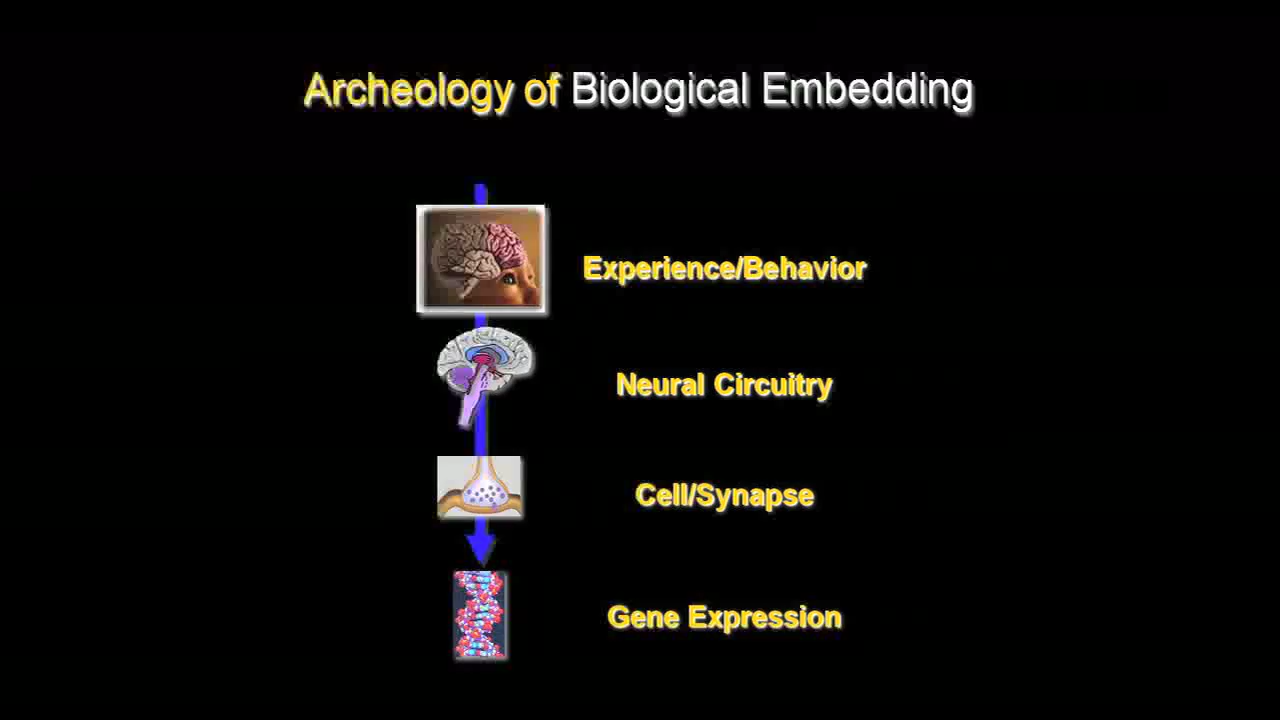 Archeology of Biological Embedding
Experience/Behavior
Neural Circuitry
Cell/Synapse
Gene Expression